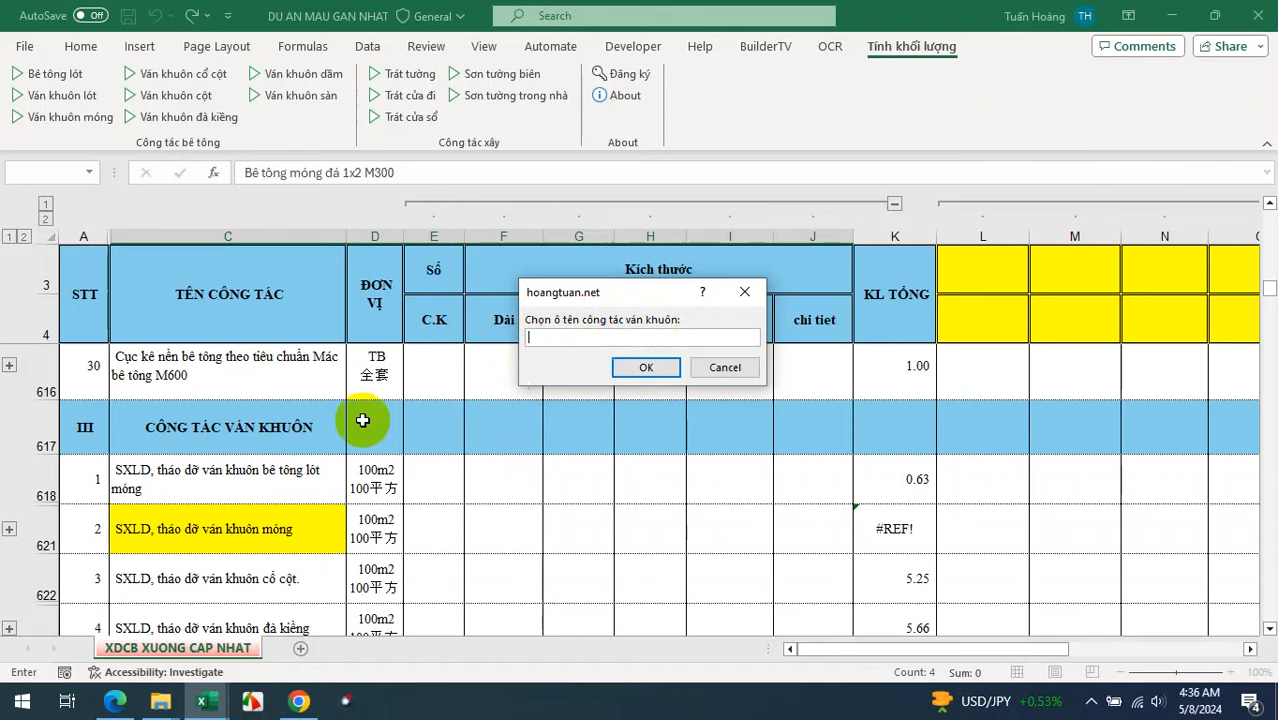 AutoSave Off DU AN MAU GAN NHAT General Search Tuấn Hoàng TH
File Home Insert Page Layout Formulas Data Review View Automate Developer Help BuilderTV OCR Tính khối lượng Comments Share
Bê tông lót Ván khuôn cổ cột Ván khuôn dầm Trát tường Sơn tường biên Đăng ký
Ván khuôn lót Ván khuôn cột Ván khuôn sàn Trát cửa đi Sơn tường trong nhà About
Ván khuôn móng Ván khuôn đà kiềng Trát cửa sổ
Công tác bê tông Công tác xây About
fx Bê tông móng đá 1x2 M300
1
2
1 2 A C D E F G H I J K L M N
3 STT TÊN CÔNG TÁC ĐƠN VỊ Số Kích thước KL TỔNG
4 C.K Dài chi tiet
hoangtuan.net ?
Chọn ô tên công tác ván khuôn:
OK Cancel
616 30 Cục kê nền bê tông theo tiêu chuẩn Mác TB 1.00
bê tông M600 全套
617 III CÔNG TÁC VÁN KHUÔN
618 1 SXLD, tháo dỡ ván khuôn bê tông lót 100m2 0.63
móng 100平方
621 2 SXLD, tháo dỡ ván khuôn móng 100m2 #REF!
100平方
622 3 SXLD, tháo dỡ ván khuôn cổ cột. 100m2 5.25
100平方
4 SXLD, tháo dỡ ván khuôn đà kiềng 100m2 5.66
XDCB XUONG CAP NHAT
Enter Accessibility: Investigate Count: 4 Sum: 0 100%
USD/JPY +0,53% 4:36 AM
5/8/2024 4